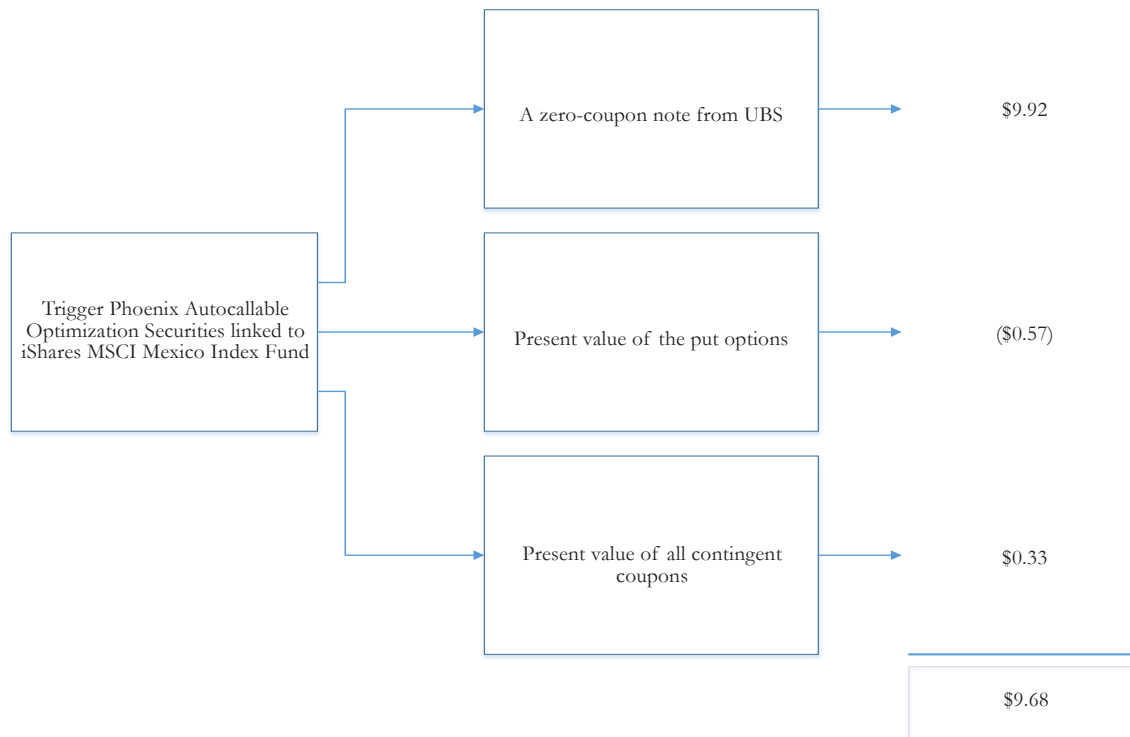 A zero-coupon note from UBS
$9.92
Trigger Phoenix Autocallable
Optimization Securities linked to
iShares MSCI Mexico Index Fund
Present value of the put options
($0.57)
Present value of all contingent
coupons
$0.33
$9.68